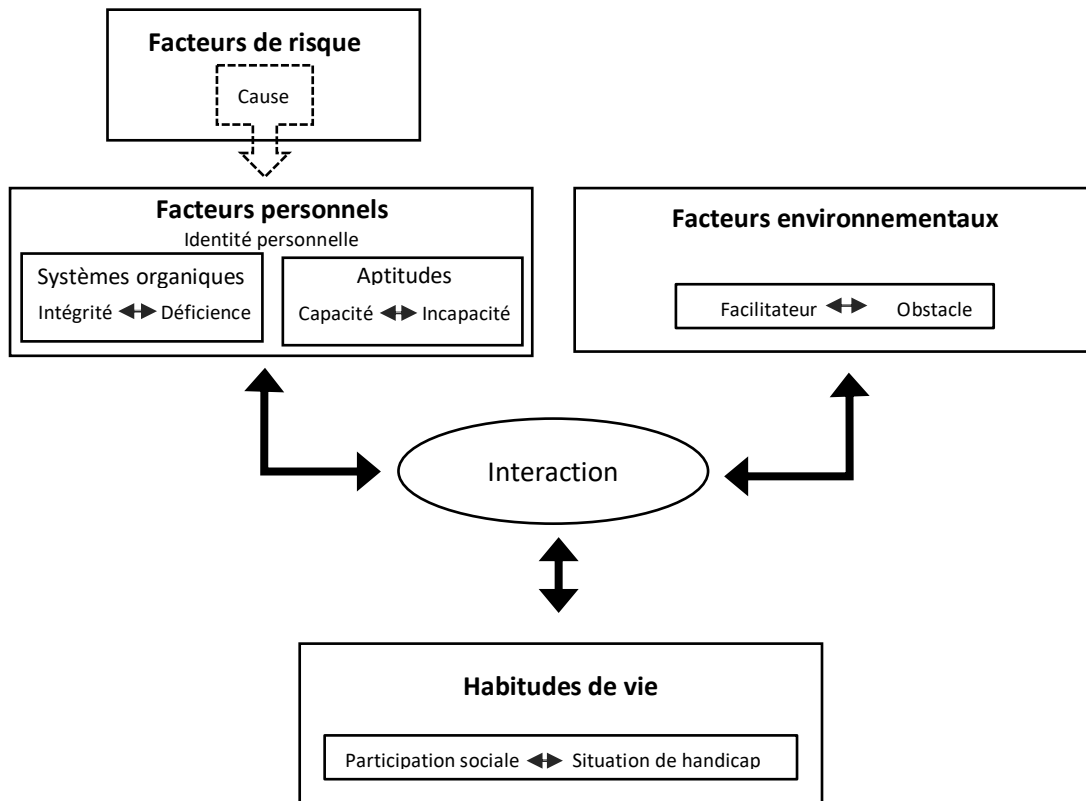 Facteurs de risque
Cause
Facteurs personnels
Identité personnelle
Systèmes organiques
Intégrité Déficience
Aptitudes
Capacité Incapacité
Facteurs environnementaux
Facilitateur Obstacle
Interaction
Habitudes de vie
Participation sociale Situation de handicap